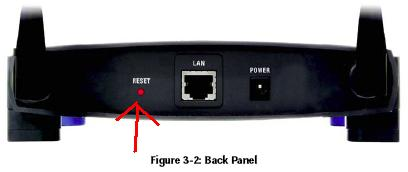 LAN
RESET
POWER
Figure 3-2: Back Panel